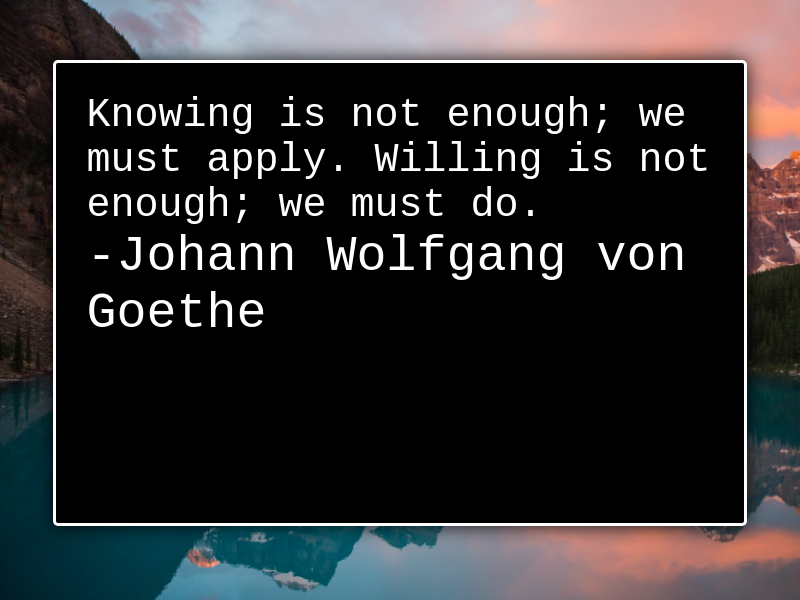 Knowing is not enough; we
must apply. Willing is not
enough; we must do.
-Johann Wolfgang von
Goethe